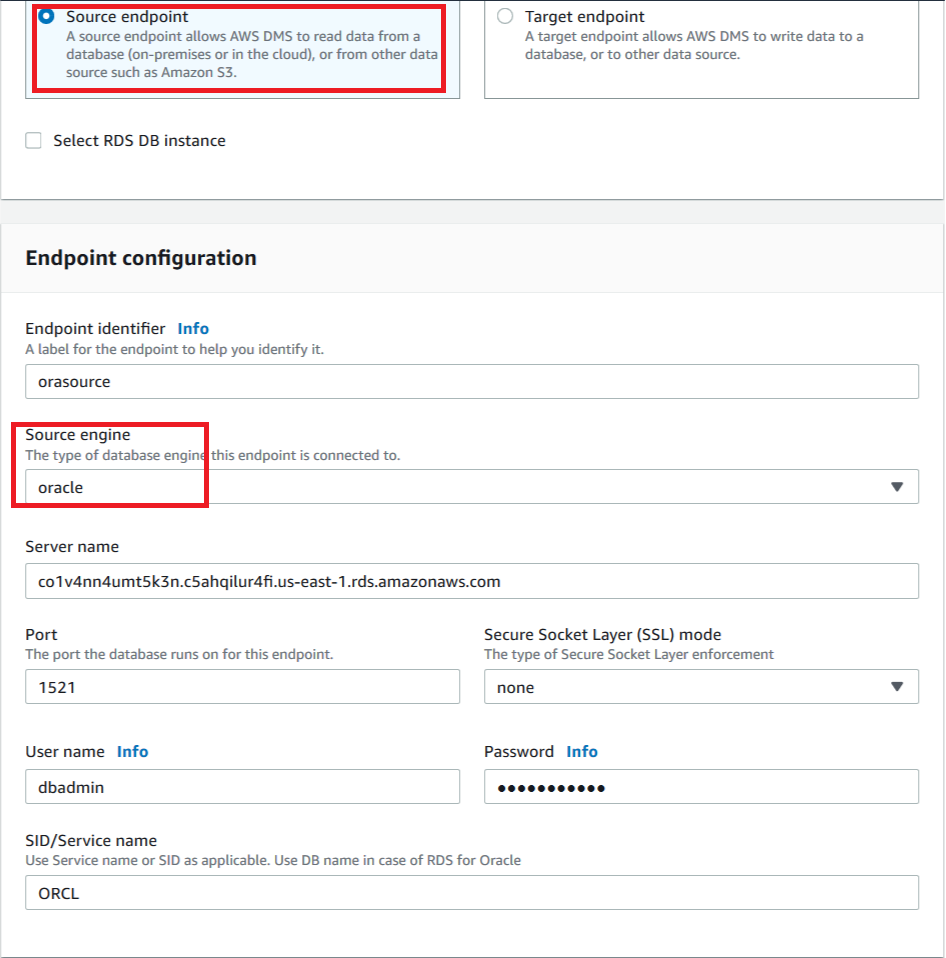 Source endpoint
A source endpoint allows AWS DMS to read data from a
database (on-premises or in the cloud), or from other data
source such as Amazon S3.
Target endpoint
A target endpoint allows AWS DMS to write data to a
database, or to other data source.
Select RDS DB instance
Endpoint configuration
Endpoint identifier Info
A label for the endpoint to help you identify it.
orasource
Source engine
The type of database engine this endpoint is connected to.
oracle
Server name
co1v4nn4umt5k3n.c5ahqilur4fi.us-east-1.rds.amazonaws.com
Port
The port the database runs on for this endpoint.
1521
Secure Socket Layer (SSL) mode
The type of Secure Socket Layer enforcement
none
User name Info
dbadmin
Password Info
•••••••••••
SID/Service name
Use Service name or SID as applicable. Use DB name in case of RDS for Oracle
ORCL